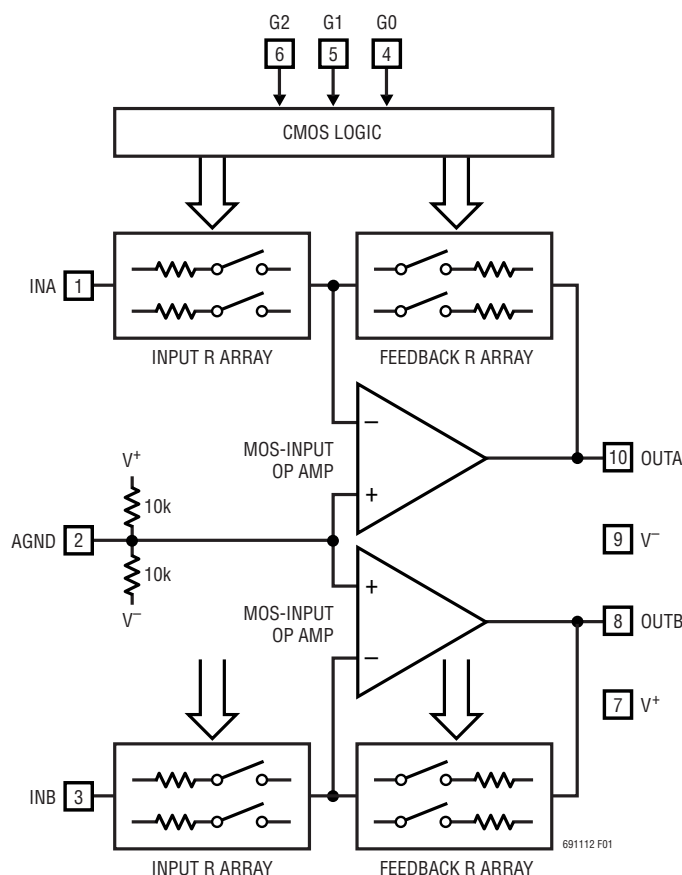 G2 G1 G0
6 5 4
CMOS LOGIC
INA 1
INPUT R ARRAY
FEEDBACK R ARRAY
MOS-INPUT
OP AMP
−
+
10 OUTA
V+
10k
AGND 2
10k
V−
9 V−
MOS-INPUT
OP AMP
+
−
8 OUTB
7 V+
INB 3
INPUT R ARRAY
FEEDBACK R ARRAY
691112 F01